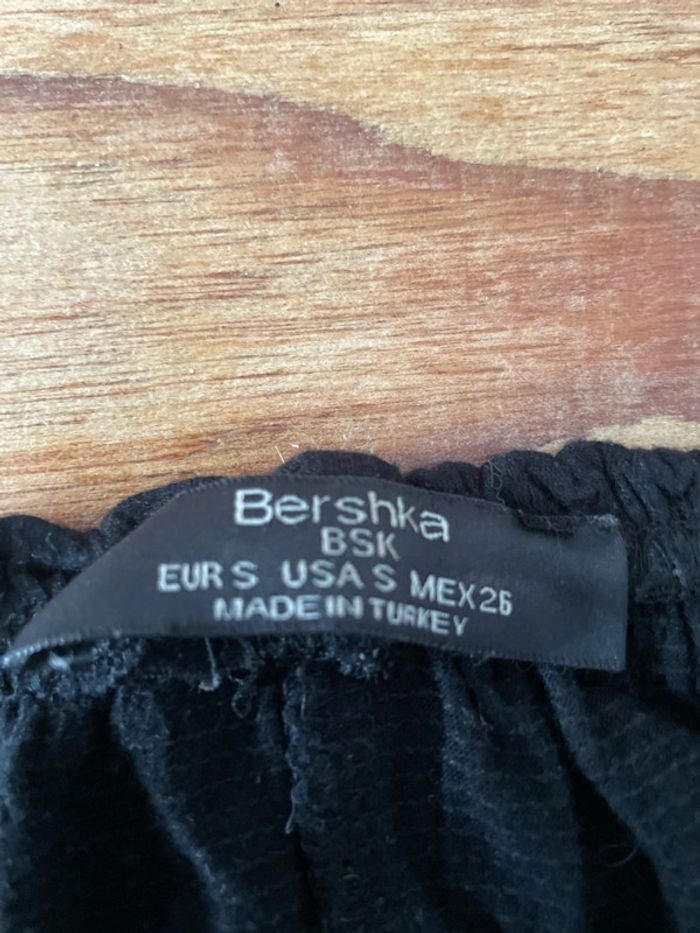 Bershka
BSK
EUR S USA S MEX 26
MADE IN TURKEY